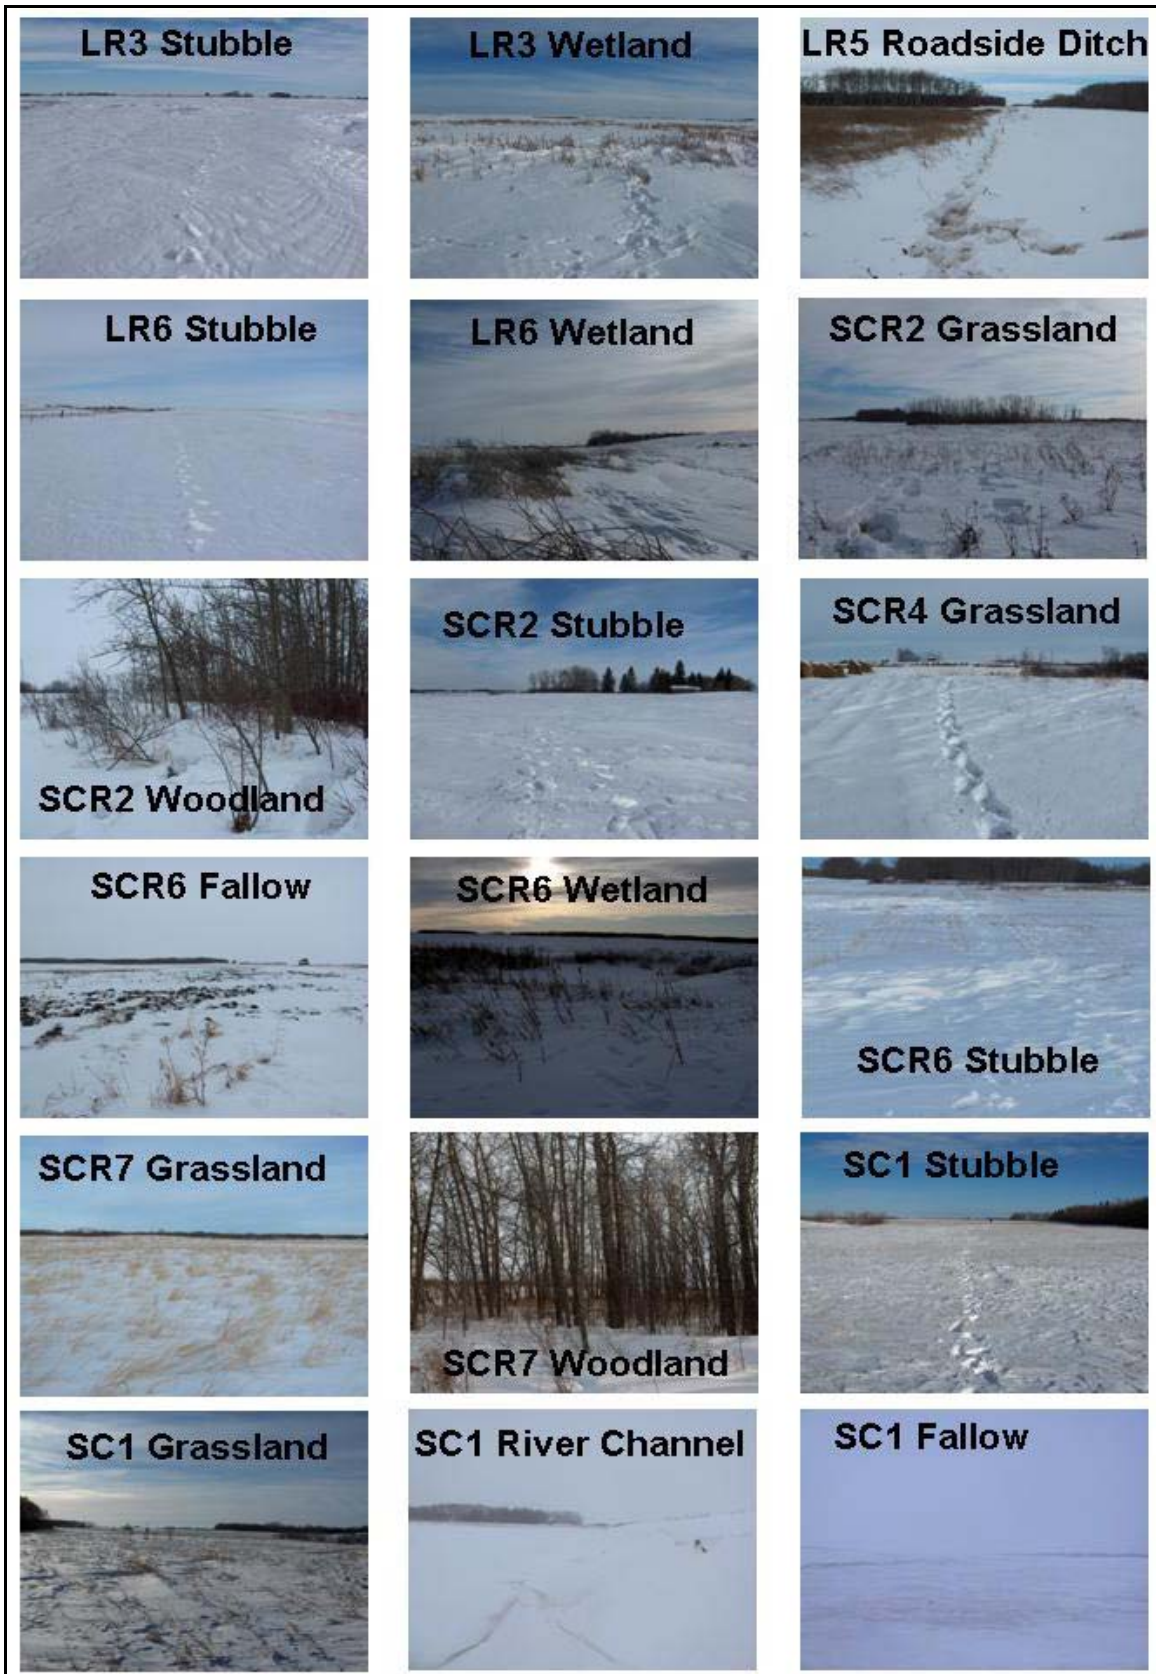 LR3 Stubble
LR3 Wetland
LR5 Roadside Ditch
LR6 Stubble
LR6 Wetland
SCR2 Grassland
SCR2 Woodland
SCR2 Stubble
SCR4 Grassland
SCR6 Fallow
SCR6 Wetland
SCR6 Stubble
SCR7 Grassland
SCR7 Woodland
SC1 Stubble
SC1 Grassland
SC1 River Channel
SC1 Fallow